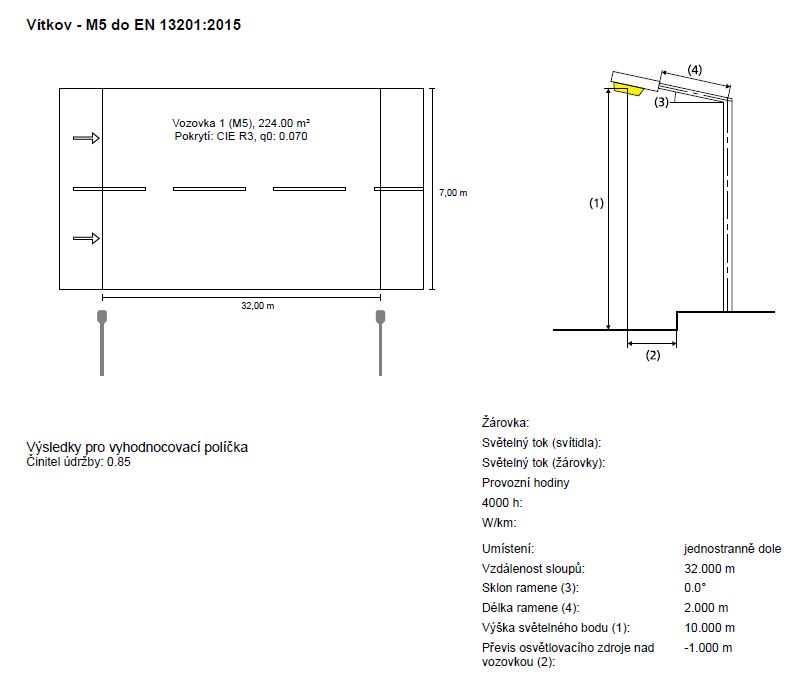 Vítkov - M5 do EN 13201:2015
(4)
(3)
Vozovka 1 (M5), 224.00 m²
Pokrytí: CIE R3, q0: 0.070
7,00 m
(1)
32,00 m
(2)
Výsledky pro vyhodnocovací políčka
Činitel údržby: 0.85
Žárovka:
Světelný tok (svítidla):
Světelný tok (žárovky):
Provozní hodiny
4000 h:
W/km:
Umístení: jednostranně dole
Vzdálenost sloupů: 32.000 m
Sklon ramene (3): 0.0°
Délka ramene (4): 2.000 m
Výška světelného bodu (1): 10.000 m
Převis osvětlovacího zdroje nad -1.000 m
vozovkou (2):